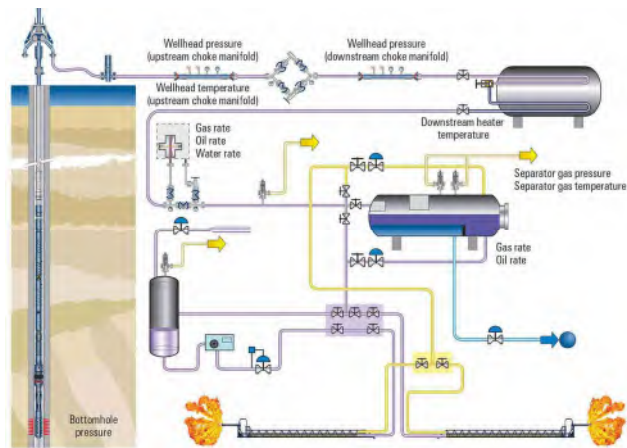 Wellhead pressure
(upstream choke manifold)
Wellhead pressure
(downstream choke manifold)
Wellhead temperature
(upstream choke manifold)
Downstream heater
temperature
Gas rate
Oil rate
Water rate
Separator gas pressure
Separator gas temperature
Gas rate
Oil rate
Bottomhole
pressure